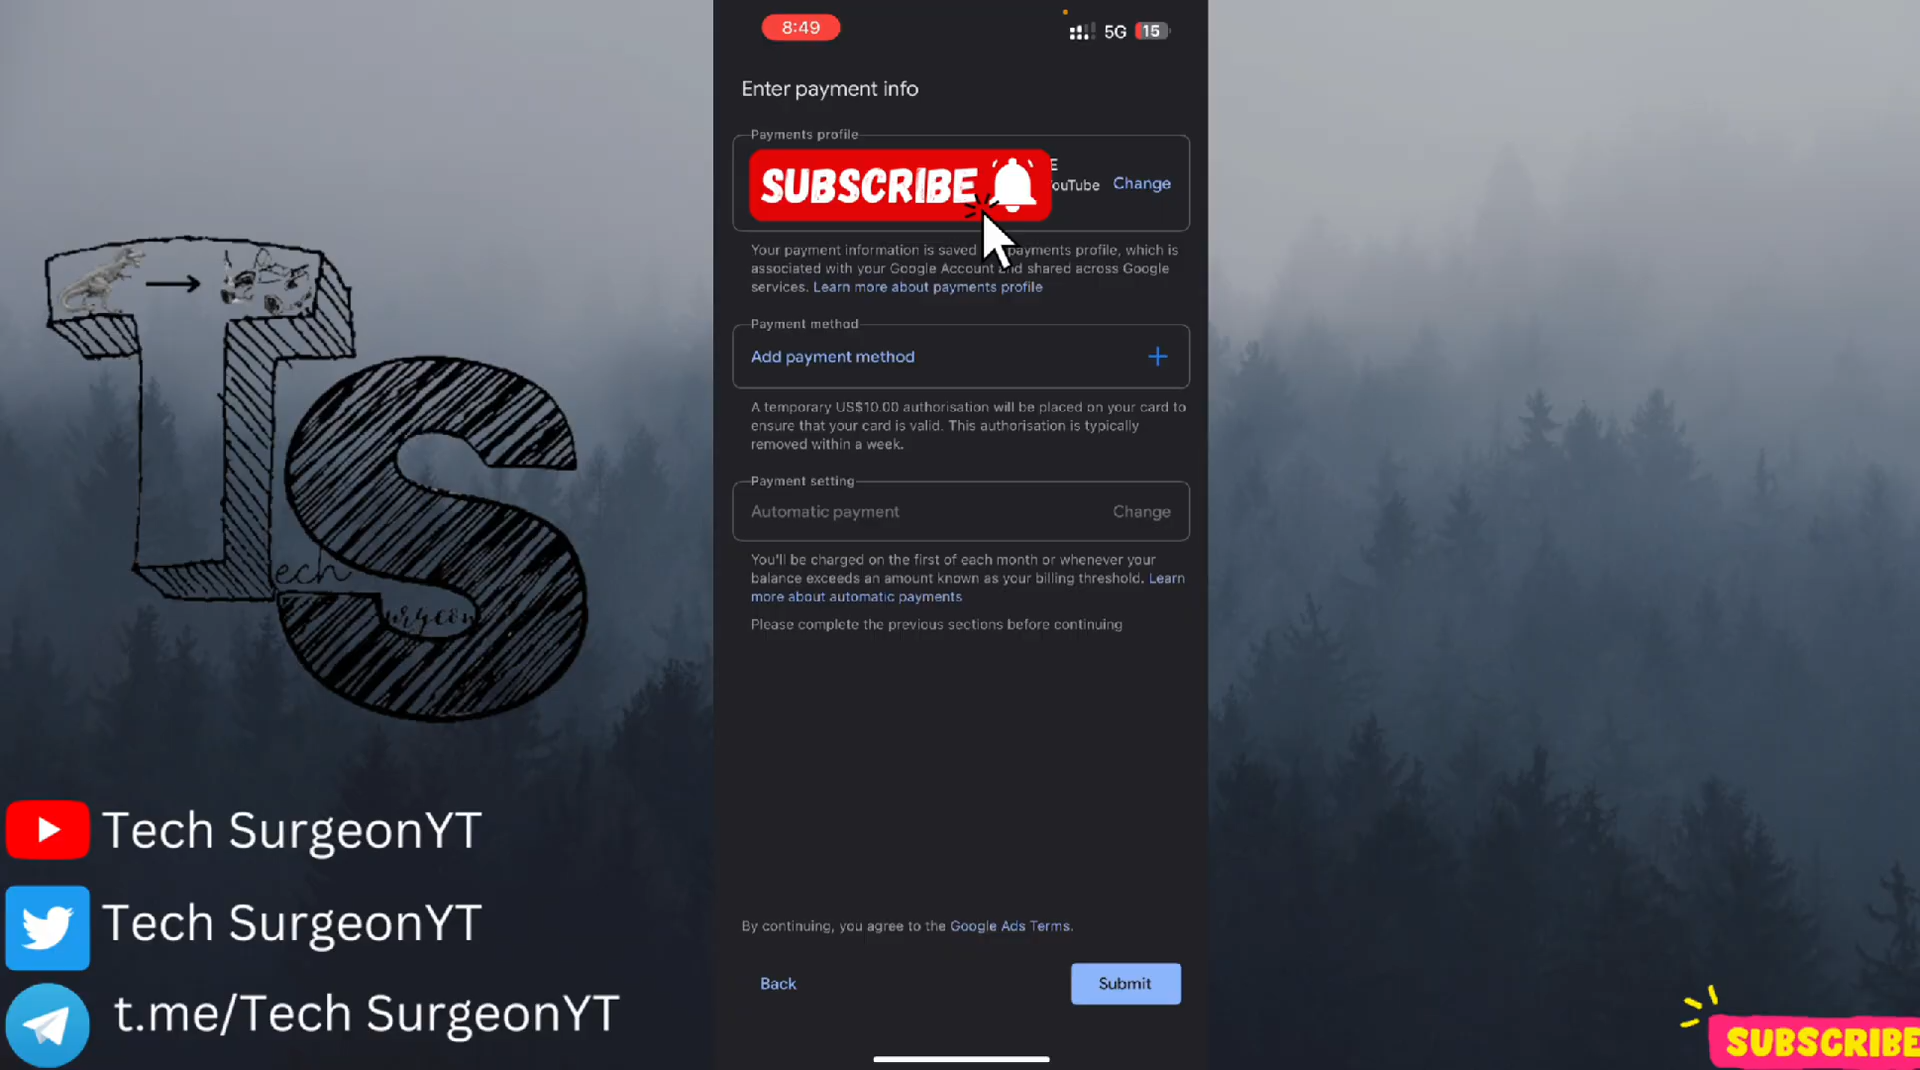 8:49
5G
15
Enter payment info
Payments profile
SUBSCRIBE
E
ouTube
Change
Your payment information is saved payments profile, which is
associated with your Google Account and shared across Google
services. Learn more about payments profile
Payment method
Add payment method
+
A temporary US$10.00 authorisation will be placed on your card to
ensure that your card is valid. This authorisation is typically
removed within a week.
Payment setting
Automatic payment
Change
You'll be charged on the first of each month or whenever your
balance exceeds an amount known as your billing threshold. Learn
more about automatic payments
Please complete the previous sections before continuing
By continuing, you agree to the Google Ads Terms.
Back
Submit
TS
ech
urgeon
Tech SurgeonYT
Tech SurgeonYT
t.me/Tech SurgeonYT
SUBSCRIBE